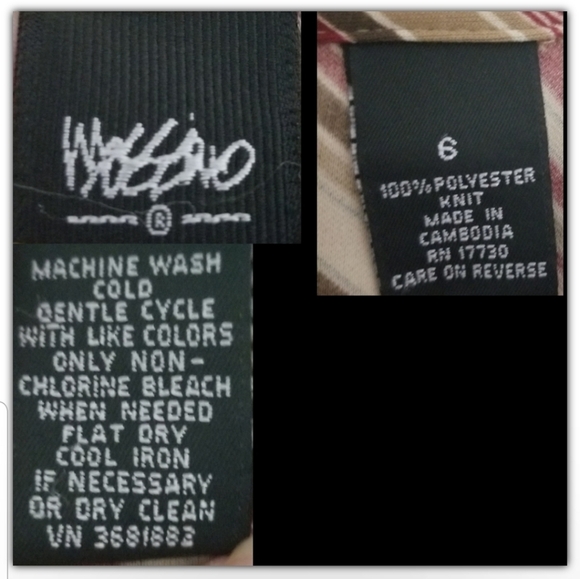 Mossimo
®
6
100% POLYESTER
KNIT
MADE IN
CAMBODIA
RN 17730
CARE ON REVERSE
MACHINE WASH
COLD
GENTLE CYCLE
WITH LIKE COLORS
ONLY NON-
CHLORINE BLEACH
WHEN NEEDED
FLAT DRY
COOL IRON
IF NECESSARY
OR DRY CLEAN
VN 3681882